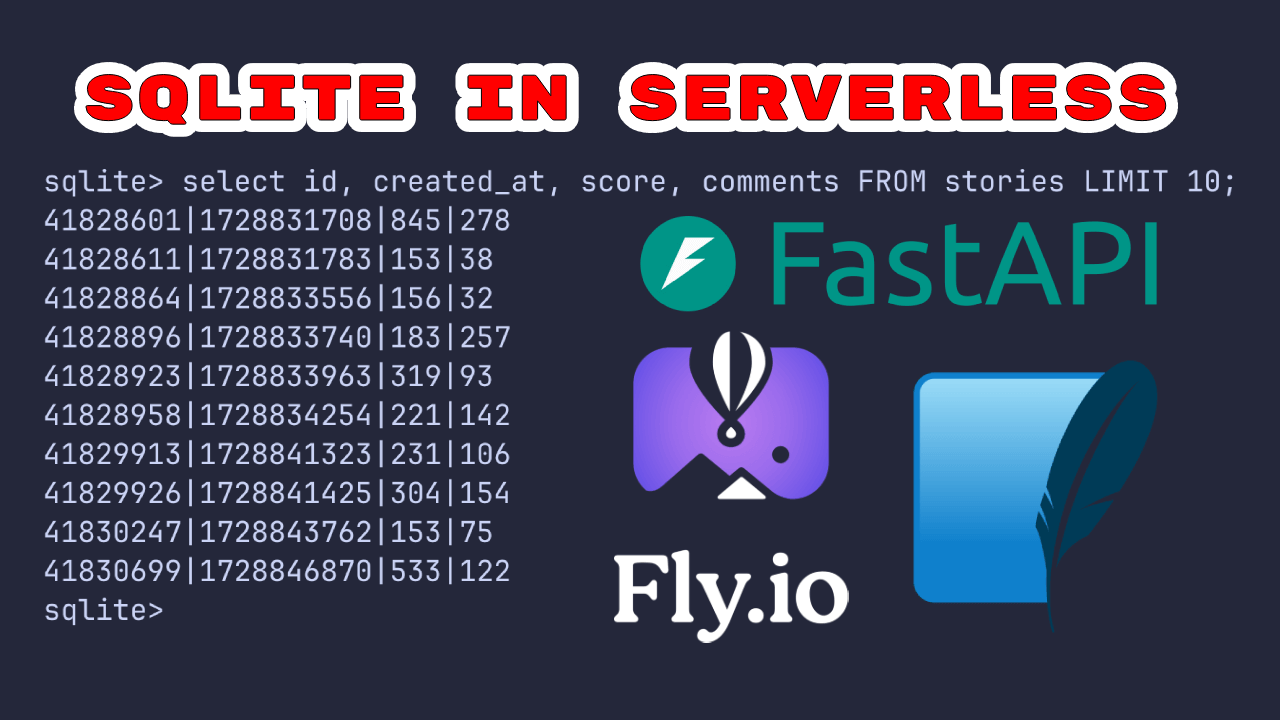 SQLITE IN SERVERLESS
sqlite> select id, created_at, score, comments FROM stories LIMIT 10;
41828601|1728831708|845|278
41828611|1728831783|153|38
41828864|1728833556|156|32
41828896|1728833740|183|257
41828923|1728833963|319|93
41828958|1728834254|221|142
41829913|1728841323|231|106
41829926|1728841425|304|154
41830247|1728843762|153|75
41830699|1728846870|533|122
sqlite>
FastAPI
Fly.io